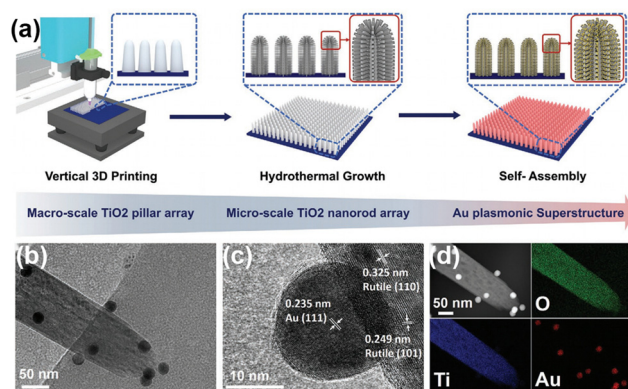 (a)
Vertical 3D Printing
Hydrothermal Growth
Self- Assembly
Macro-scale TiO2 pillar array
Micro-scale TiO2 nanorod array
Au plasmonic Superstructure
(b)
50 nm
(c)
0.325 nm
Rutile (110)
0.235 nm
Au (111)
0.249 nm
Rutile (101)
10 nm
(d)
50 nm
O
Ti
Au